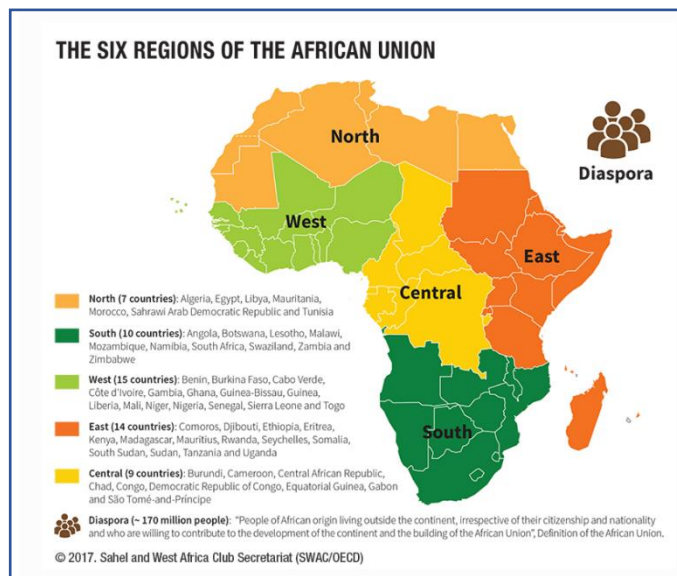 THE SIX REGIONS OF THE AFRICAN UNION
North
Diaspora
West
East
Central
South
North (7 countries): Algeria, Egypt, Libya, Mauritania,
Morocco, Sahrawi Arab Democratic Republic and Tunisia
South (10 countries): Angola, Botswana, Lesotho, Malawi,
Mozambique, Namibia, South Africa, Swaziland, Zambia and
Zimbabwe
West (15 countries): Benin, Burkina Faso, Cabo Verde,
Côte d'Ivoire, Gambia, Ghana, Guinea-Bissau, Guinea,
Liberia, Mali, Niger, Nigeria, Senegal, Sierra Leone and Togo
East (14 countries): Comoros, Djibouti, Ethiopia, Eritrea,
Kenya, Madagascar, Mauritius, Rwanda, Seychelles, Somalia,
South Sudan, Sudan, Tanzania and Uganda
Central (9 countries): Burundi, Cameroon, Central African Republic,
Chad, Congo, Democratic Republic of Congo, Equatorial Guinea, Gabon
and São Tomé-and-Príncipe
Diaspora (~ 170 million people): "People of African origin living outside the continent, irrespective of their citizenship and nationality
and who are willing to contribute to the development of the continent and the building of the African Union", Definition of the African Union.
© 2017. Sahel and West Africa Club Secretariat (SWAC/OECD)